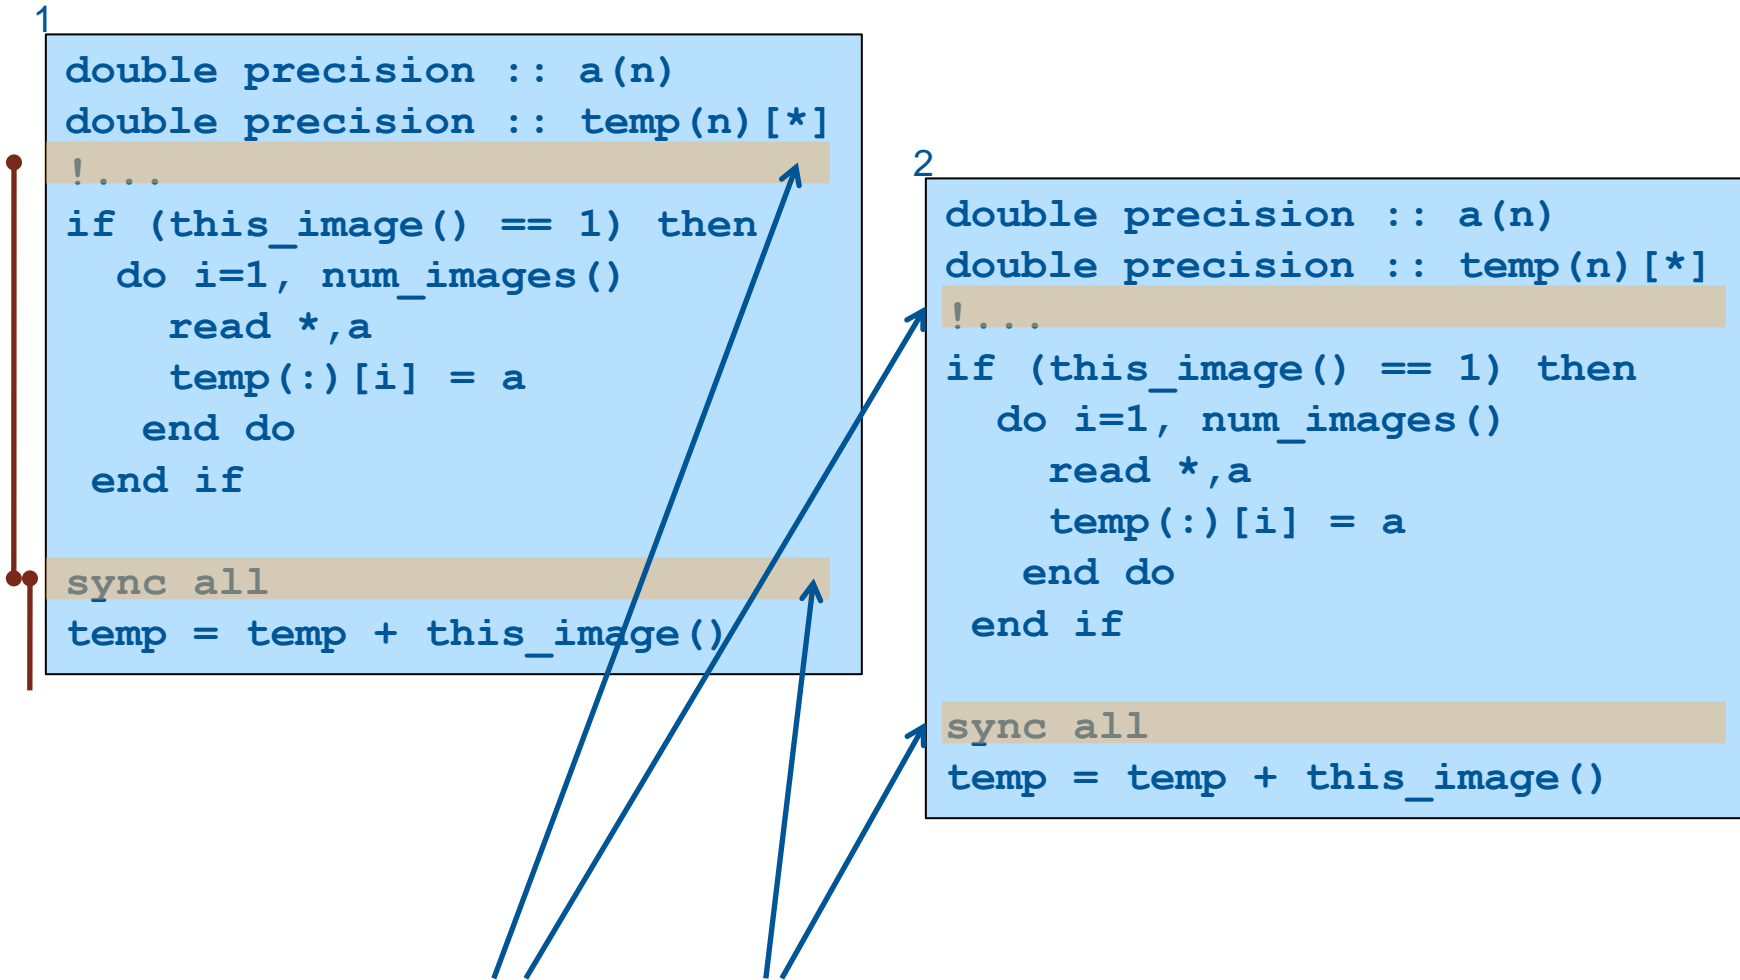 1
double precision :: a(n)
double precision :: temp(n)[*]
!...
if (this_image() == 1) then
  do i=1, num_images()
    read *,a
    temp(:)[i] = a
   end do
 end if
sync all
temp = temp + this_image()
2
double precision :: a(n)
double precision :: temp(n)[*]
!...
if (this_image() == 1) then
  do i=1, num_images()
    read *,a
    temp(:)[i] = a
   end do
 end if
sync all
temp = temp + this_image()